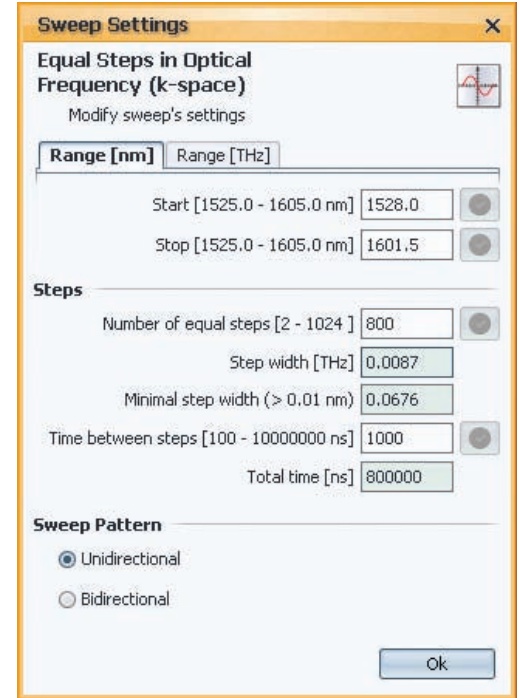 Sweep Settings
Equal Steps in Optical
Frequency (k-space)
Modify sweep's settings
Range [nm] Range [THz]
Start [1525.0 - 1605.0 nm] 1528.0
Stop [1525.0 - 1605.0 nm] 1601.5
Steps
Number of equal steps [2 - 1024 ] 800
Step width [THz] 0.0087
Minimal step width (> 0.01 nm) 0.0676
Time between steps [100 - 10000000 ns] 1000
Total time [ns] 800000
Sweep Pattern
Unidirectional
Bidirectional
Ok